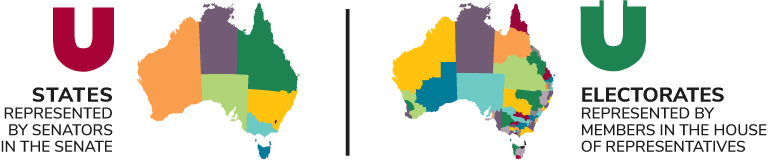 STATES
REPRESENTED
BY SENATORS
IN THE SENATE
ELECTORATES
REPRESENTED BY
MEMBERS IN THE HOUSE
OF REPRESENTATIVES